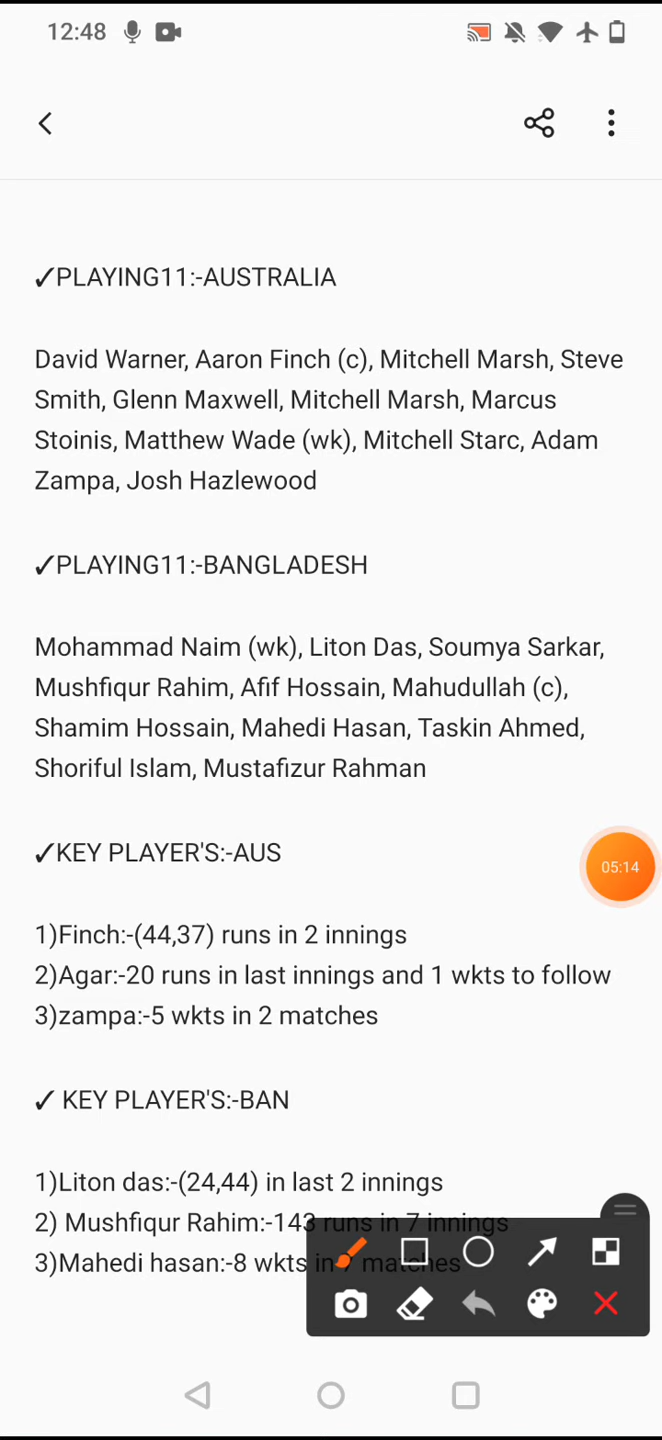 12:48
✓PLAYING11:-AUSTRALIA
David Warner, Aaron Finch (c), Mitchell Marsh, Steve
Smith, Glenn Maxwell, Mitchell Marsh, Marcus
Stoinis, Matthew Wade (wk), Mitchell Starc, Adam
Zampa, Josh Hazlewood
✓PLAYING11:-BANGLADESH
Mohammad Naim (wk), Liton Das, Soumya Sarkar,
Mushfiqur Rahim, Afif Hossain, Mahudullah (c),
Shamim Hossain, Mahedi Hasan, Taskin Ahmed,
Shoriful Islam, Mustafizur Rahman
✓KEY PLAYER'S:-AUS
05:14
1)Finch:-(44,37) runs in 2 innings
2)Agar:-20 runs in last innings and 1 wkts to follow
3)zampa:-5 wkts in 2 matches
✓ KEY PLAYER'S:-BAN
1)Liton das:-(24,44) in last 2 innings
2) Mushfiqur Rahim:-143 runs in 7 innings
3)Mahedi hasan:-8 wkts in 7 matches